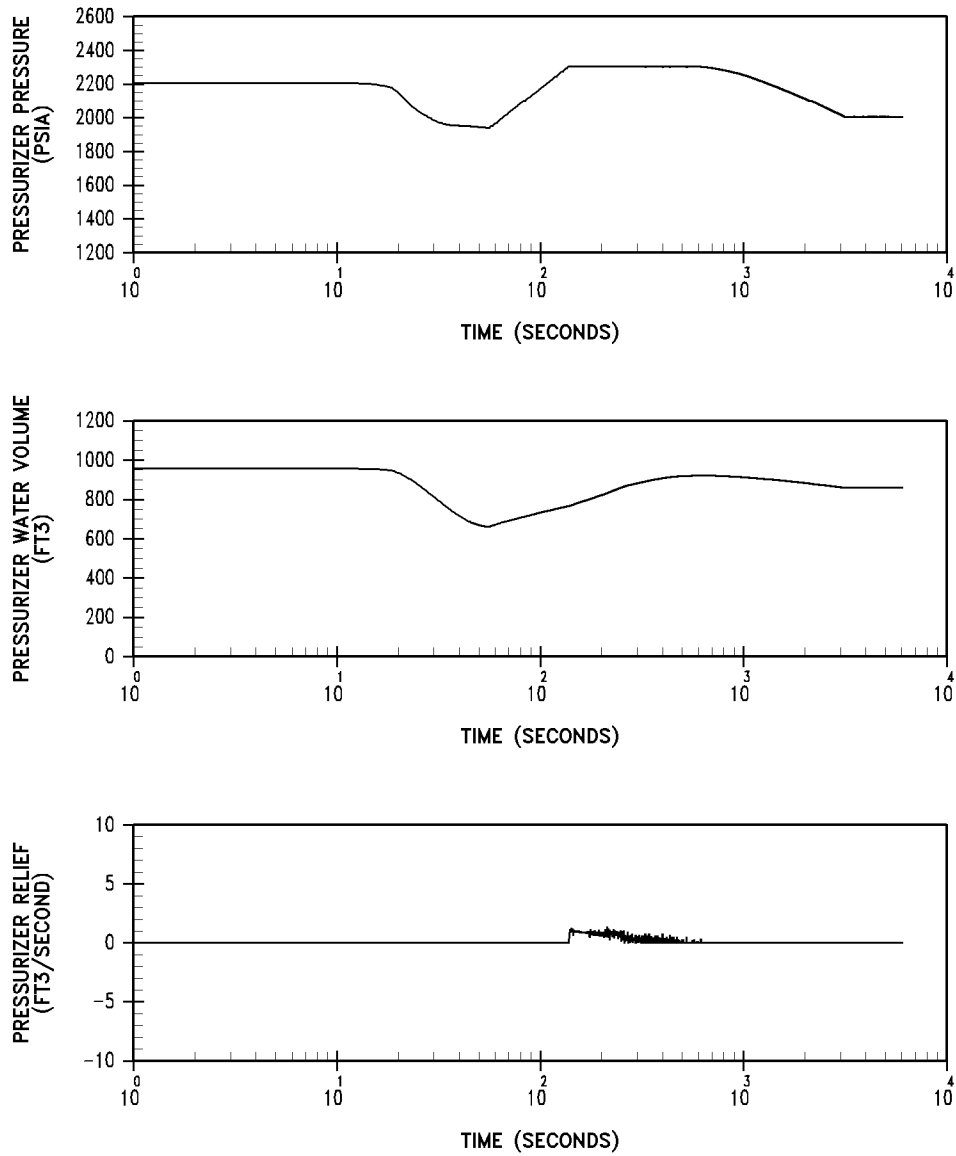 PRESSURIZER PRESSURE
(PSIA)
2600
2400
2200
2000
1800
1600
1400
1200
10^0 10^1 10^2 10^3 10^4
TIME (SECONDS)
PRESSURIZER WATER VOLUME
(FT3)
1200
1000
800
600
400
200
0
10^0 10^1 10^2 10^3 10^4
TIME (SECONDS)
PRESSURIZER RELIEF
(FT3/SECOND)
10
5
0
-5
-10
10^0 10^1 10^2 10^3 10^4
TIME (SECONDS)